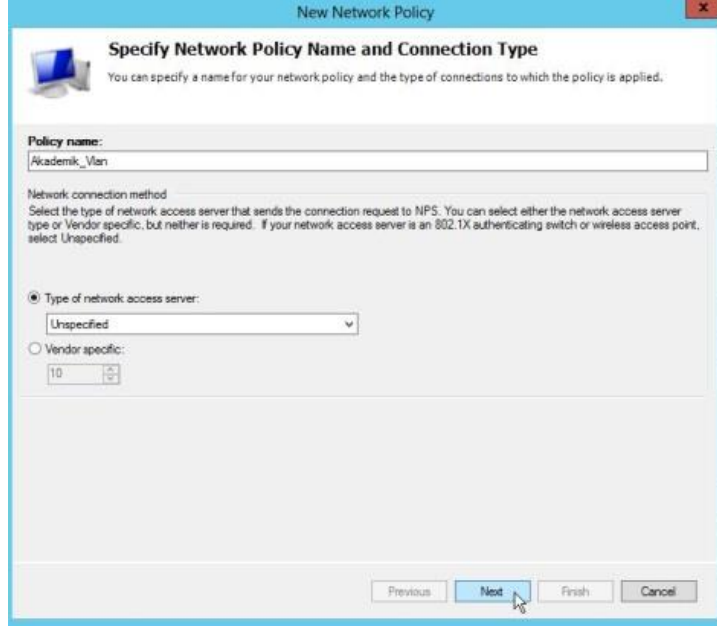 New Network Policy
x
Specify Network Policy Name and Connection Type
You can specify a name for your network policy and the type of connections to which the policy is applied.
Policy name:
Akademik_Vlan
Network connection method
Select the type of network access server that sends the connection request to NPS. You can select either the network access server
type or Vendor specific, but neither is required. If your network access server is an 802.1X authenticating switch or wireless access point,
select Unspecified.
Type of network access server:
Unspecified
Vendor specific:
10
Previous Next Finish Cancel